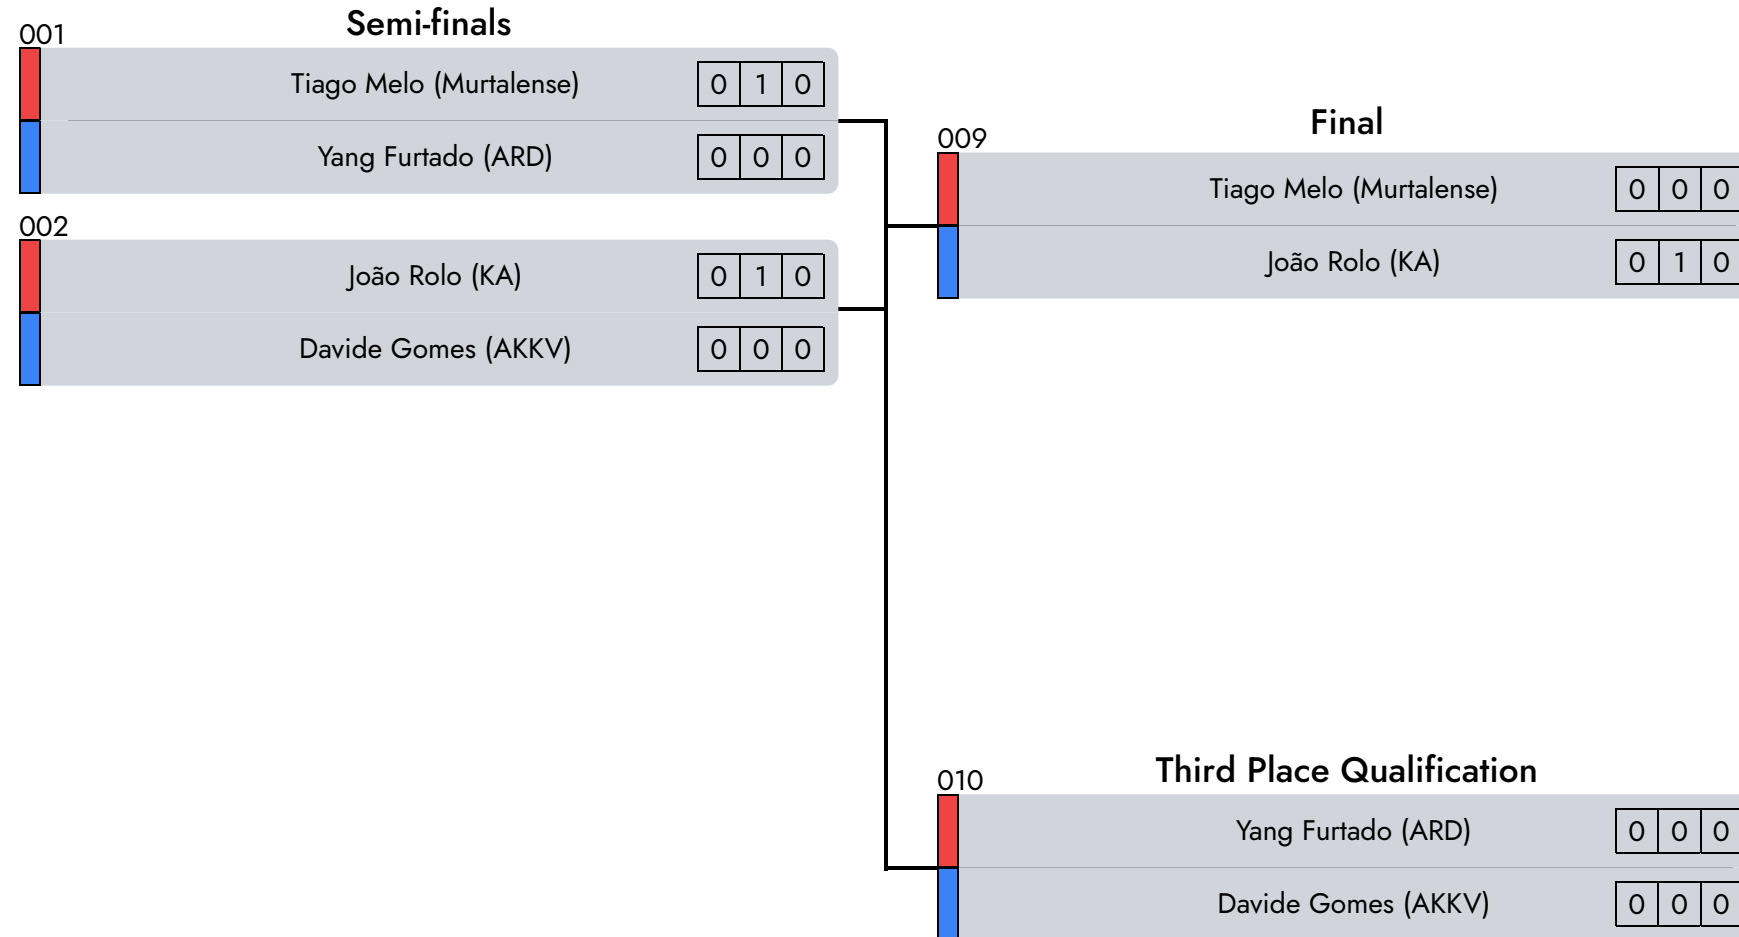 Semi-finals
001
Tiago Melo (Murtalense) 0 1 0
Yang Furtado (ARD) 0 0 0
002
João Rolo (KA) 0 1 0
Davide Gomes (AKKV) 0 0 0
Final
009
Tiago Melo (Murtalense) 0 0 0
João Rolo (KA) 0 1 0
Third Place Qualification
010
Yang Furtado (ARD) 0 0 0
Davide Gomes (AKKV) 0 0 0